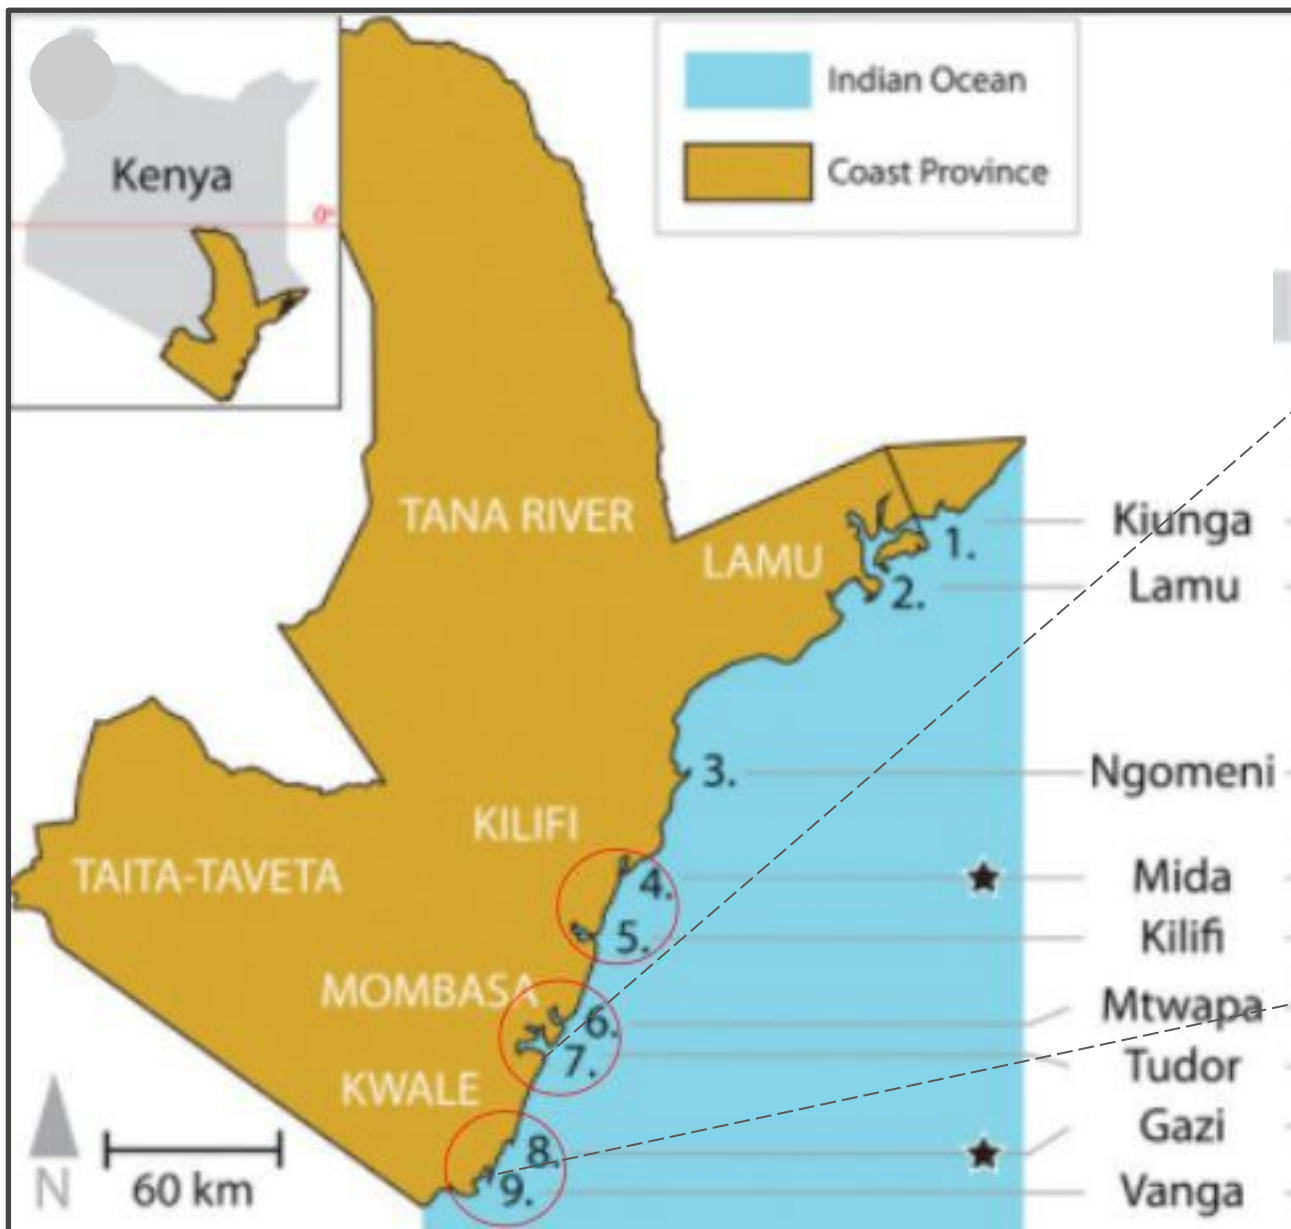 Kenya
0°
Indian Ocean
Coast Province
TANA RIVER
LAMU
1.
Kiunga
2.
Lamu
3.
Ngomeni
KILIFI
TAITA-TAVETA
4.
Mida
5.
Kilifi
MOMBASA
6.
Mtwapa
7.
Tudor
KWALE
8.
Gazi
9.
Vanga
N
60 km